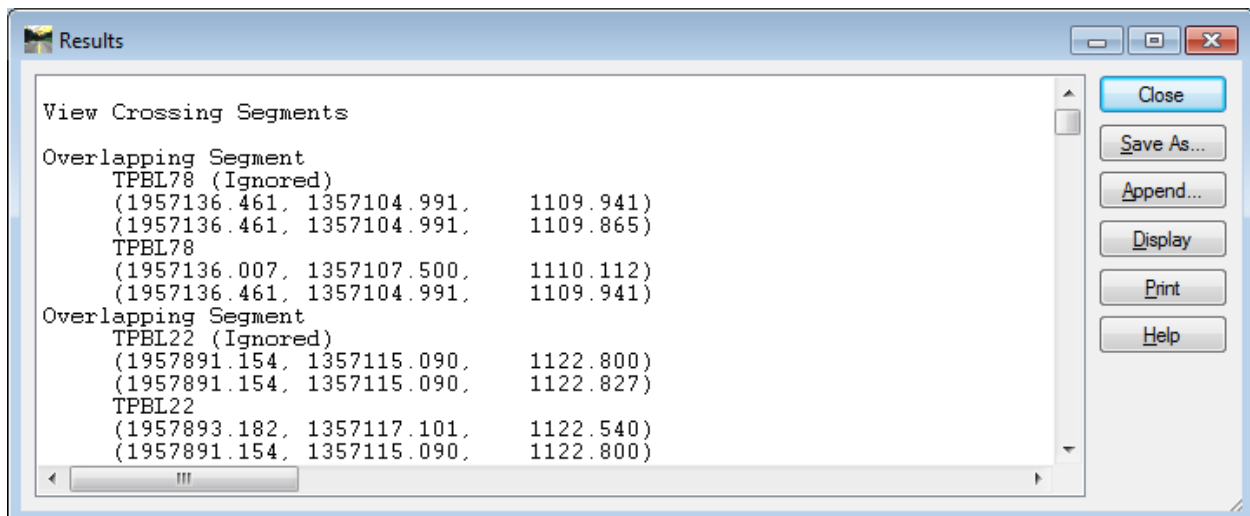 Results
View Crossing Segments
Overlapping Segment
TPBL78 (Ignored)
(1957136.461, 1357104.991, 1109.941)
(1957136.461, 1357104.991, 1109.865)
TPBL78
(1957136.007, 1357107.500, 1110.112)
(1957136.461, 1357104.991, 1109.941)
Overlapping Segment
TPBL22 (Ignored)
(1957891.154, 1357115.090, 1122.800)
(1957891.154, 1357115.090, 1122.827)
TPBL22
(1957893.182, 1357117.101, 1122.540)
(1957891.154, 1357115.090, 1122.800)
Close
Save As...
Append...
Display
Print
Help